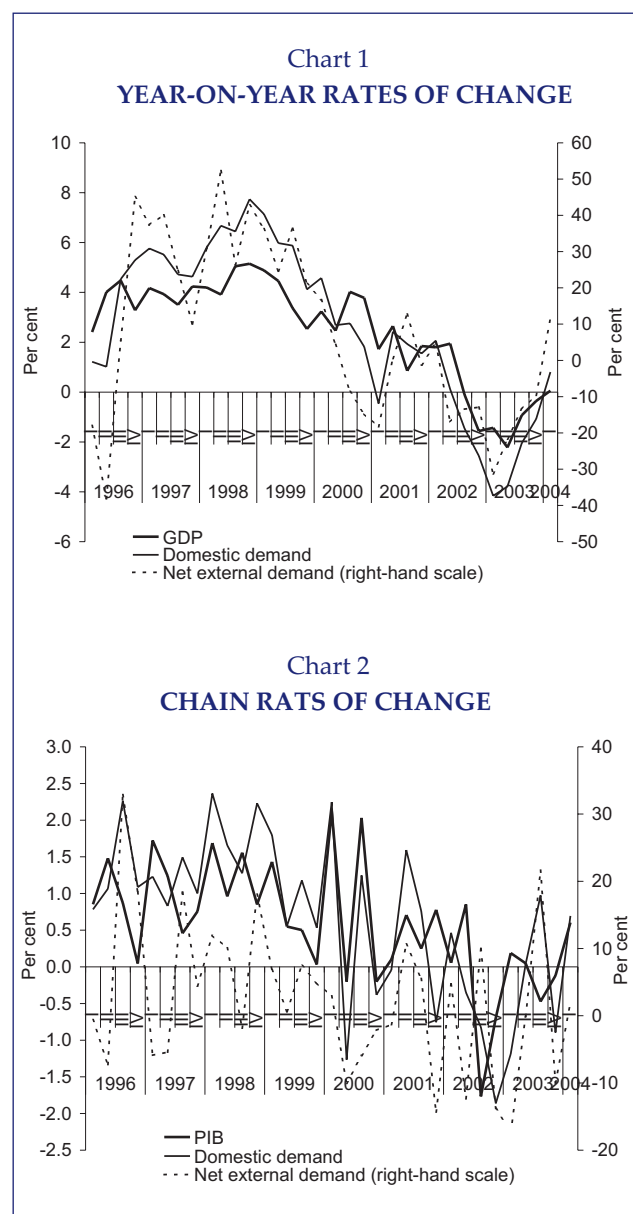 Chart 1
YEAR-ON-YEAR RATES OF CHANGE
10
8
6
4
2
0
-2
-4
-6
Per cent
60
50
40
30
20
10
0
-10
-20
-30
-40
-50
Per cent
1996 1997 1998 1999 2000 2001 2002 2003 2004
GDP
Domestic demand
Net external demand (right-hand scale)
Chart 2
CHAIN RATS OF CHANGE
3.0
2.5
2.0
1.5
1.0
0.5
0.0
-0.5
-1.0
-1.5
-2.0
-2.5
Per cent
40
30
20
10
0
-10
-20
Per cent
1996 1997 1998 1999 2000 2001 2002 2003 2004
PIB
Domestic demand
Net external demand (right-hand scale)